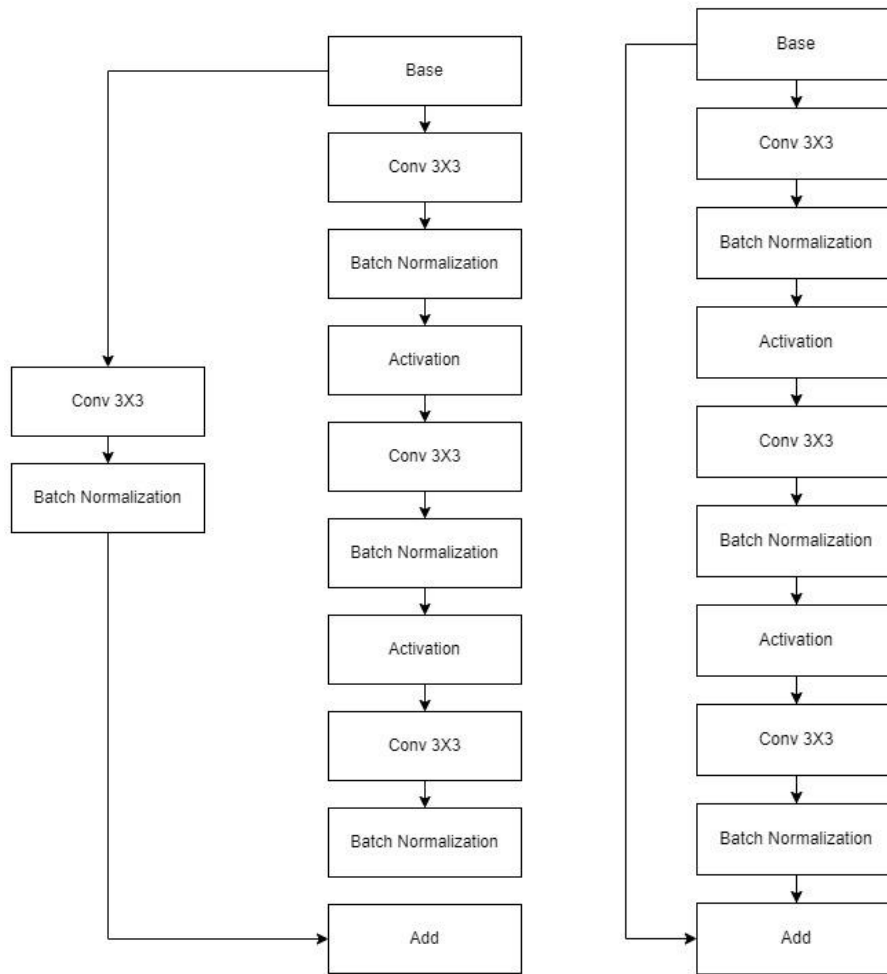 Base
Conv 3X3
Batch Normalization
Activation
Conv 3X3
Batch Normalization
Activation
Conv 3X3
Batch Normalization
Conv 3X3
Batch Normalization
Add
Base
Conv 3X3
Batch Normalization
Activation
Conv 3X3
Batch Normalization
Activation
Conv 3X3
Batch Normalization
Add